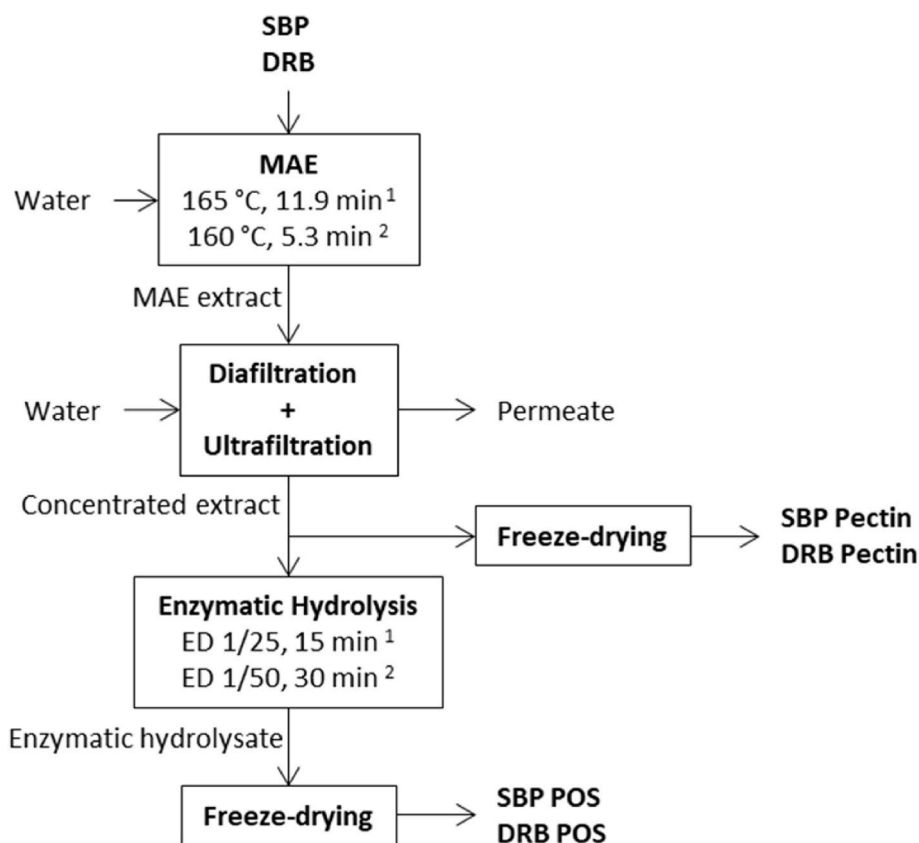 SBP
DRB
MAE
Water
165 °C, 11.9 min 1
160 °C, 5.3 min 2
MAE extract
Diafiltration
Water
+
Permeate
Ultrafiltration
Concentrated extract
Freeze-drying
SBP Pectin
DRB Pectin
Enzymatic Hydrolysis
ED 1/25, 15 min 1
ED 1/50, 30 min 2
Enzymatic hydrolysate
Freeze-drying
SBP POS
DRB POS